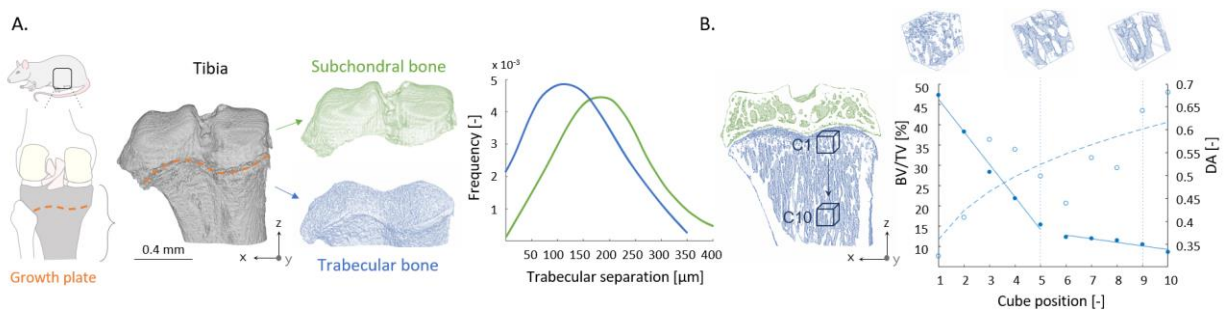 A.
Tibia
Subchondral bone
Trabecular bone
Growth plate
0.4 mm
z
x
y
x 10⁻³
5
4
3
2
1
Frequency [-]
50 100 150 200 250 300 350 400
Trabecular separation [µm]
B.
C1
C10
z
x
y
50
45
40
35
30
25
20
15
10
BV/TV [%]
0.7
0.65
0.6
0.55
0.5
0.45
0.4
0.35
0.3
DA [-]
1 2 3 4 5 6 7 8 9 10
Cube position [-]